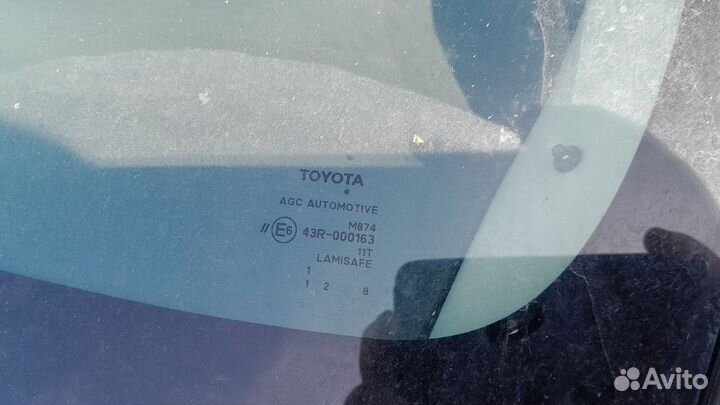 TOYOTA
AGC AUTOMOTIVE
M874
// E6 43R-000163
11T
LAMISAFE
1
1 2 8
Avito